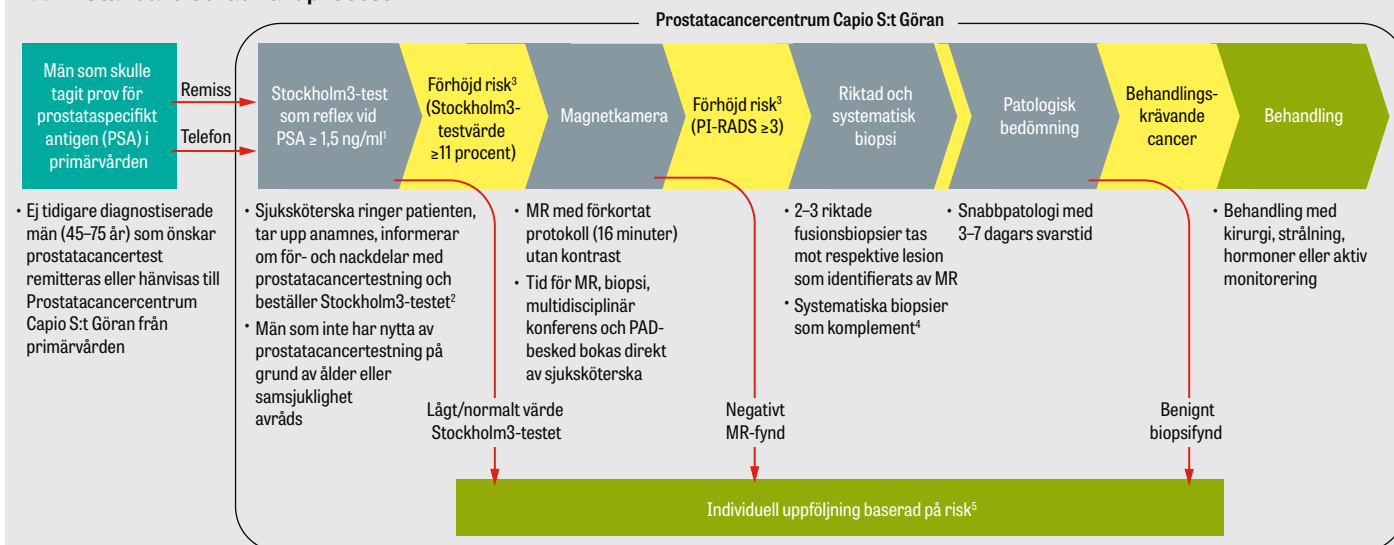 Prostatacancercentrum Capio S:t Göran
Män som skulle
tagit prov för
prostataspecifikt
antigen (PSA) i
primärvården
Remiss
Telefon
Stockholm3-test
som reflex vid
PSA ≥ 1,5 ng/ml¹
Förhöjd risk³
(Stockholm3-
testvärde
≥11 procent)
Magnetkamera
Förhöjd risk³
(PI-RADS ≥3)
Riktad och
systematisk
biopsi
Patologisk
bedömning
Behandlings-
krävande
cancer
Behandling
• Ej tidigare diagnostiserade
män (45–75 år) som önskar
prostatacancertest
remitteras eller hänvisas till
Prostatacancercentrum
Capio S:t Göran från
primärvården
• Sjuksköterska ringer patienten,
tar upp anamnes, informerar
om för- och nackdelar med
prostatacancertestning och
beställer Stockholm3-testet²
• Män som inte har nytta av
prostatacancertestning på
grund av ålder eller
samsjuklighet
avråds
• MR med förkortat
protokoll (16 minuter)
utan kontrast
• Tid för MR, biopsi,
multidisciplinär
konferens och PAD-
besked bokas direkt
av sjuksköterska
• 2–3 riktade
fusionsbiopsier tas
mot respektive lesion
som identifierats av MR
• Systematiska biopsier
som komplement⁴
• Snabbpatologi med
3–7 dagars svarstid
• Behandling med
kirurgi, strålning,
hormoner eller aktiv
monitorering
Lågt/normalt värde
Stockholm3-testet
Negativt
MR-fynd
Benignt
biopsifynd
Individuell uppföljning baserad på risk⁵